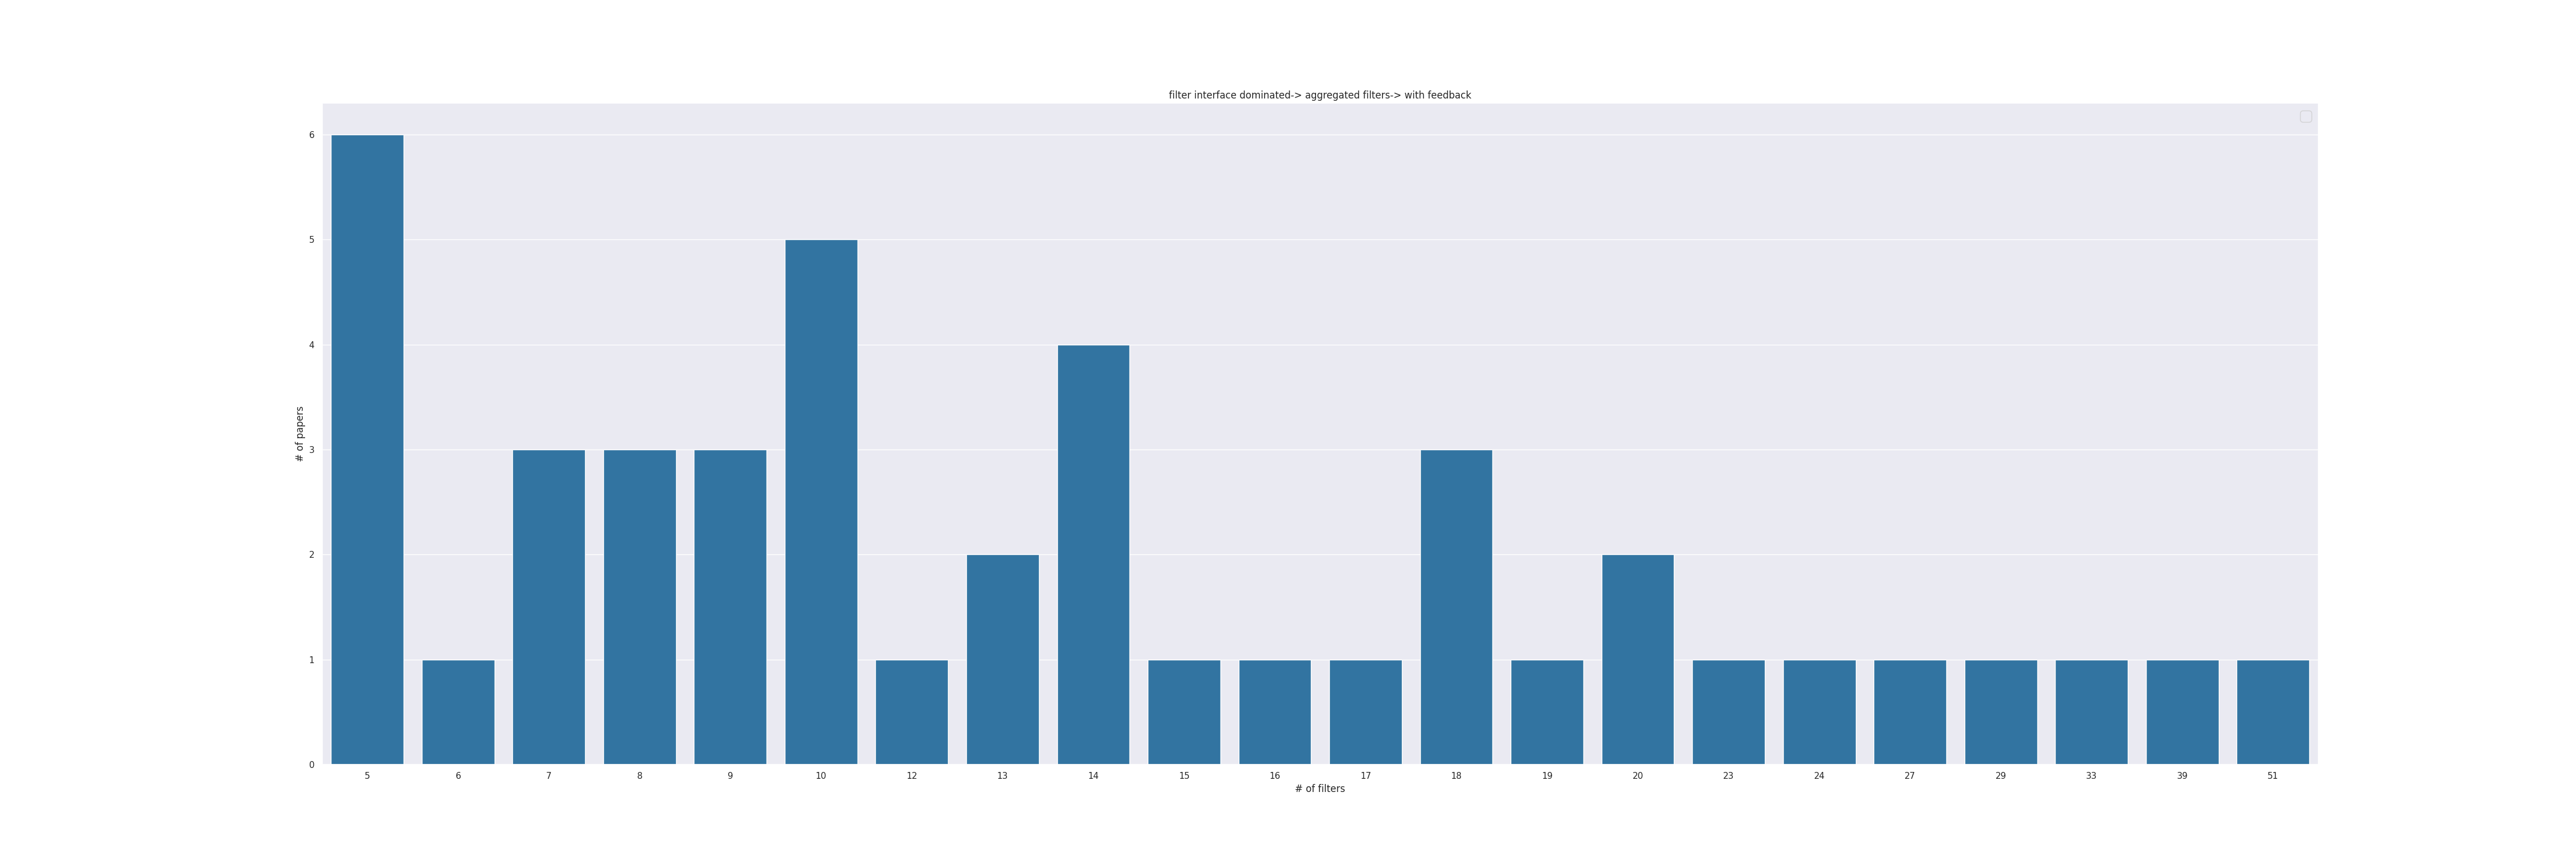 filter interface dominated-> aggregated filters-> with feedback
# of papers
6
5
4
3
2
1
0
5 6 7 8 9 10 12 13 14 15 16 17 18 19 20 23 24 27 29 33 39 51
# of filters